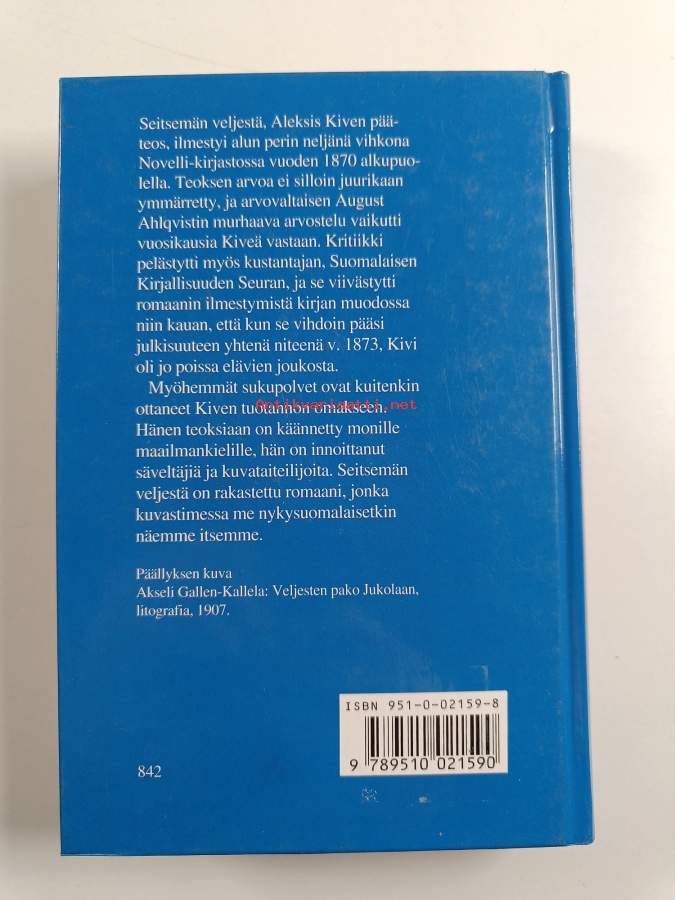 Seitsemän veljestä, Aleksis Kiven pää-
teos, ilmestyi alun perin neljänä vihkona
Novelli-kirjastossa vuoden 1870 alkupuo-
lella. Teoksen arvoa ei silloin juurikaan
ymmärretty, ja arvovaltaisen August
Ahlqvistin murhaava arvostelu vaikutti
vuosikausia Kiveä vastaan. Kritiikki
pelästytti myös kustantajan, Suomalaisen
Kirjallisuuden Seuran, ja se viivästytti
romaanin ilmestymistä kirjan muodossa
niin kauan, että kun se vihdoin pääsi
julkisuuteen yhtenä niteenä v. 1873, Kivi
oli jo poissa elävien joukosta.
Myöhemmät sukupolvet ovat kuitenkin
ottaneet Kiven tuotannon omakseen.
Antikvariaatti.net
Hänen teoksiaan on käännetty monille
maailmankielille, hän on innoittanut
säveltäjiä ja kuvataiteilijoita. Seitsemän
veljestä on rakastettu romaani, jonka
kuvastimessa me nykysuomalaisetkin
näemme itsemme.
Päällyksen kuva
Akseli Gallen-Kallela: Veljesten pako Jukolaan,
litografia, 1907.
ISBN 951-0-02159-8
9 789510 021590
842